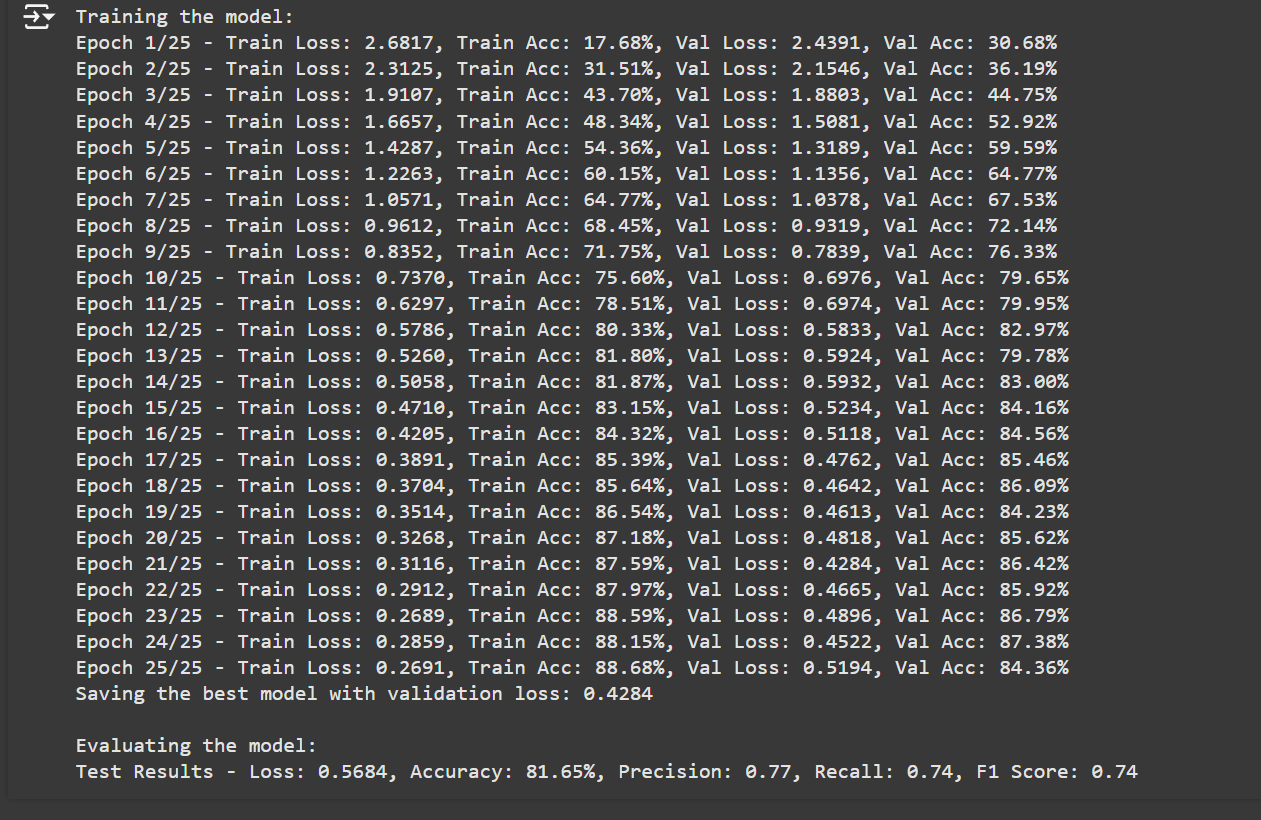 Training the model:
Epoch 1/25 - Train Loss: 2.6817, Train Acc: 17.68%, Val Loss: 2.4391, Val Acc: 30.68%
Epoch 2/25 - Train Loss: 2.3125, Train Acc: 31.51%, Val Loss: 2.1546, Val Acc: 36.19%
Epoch 3/25 - Train Loss: 1.9107, Train Acc: 43.70%, Val Loss: 1.8803, Val Acc: 44.75%
Epoch 4/25 - Train Loss: 1.6657, Train Acc: 48.34%, Val Loss: 1.5081, Val Acc: 52.92%
Epoch 5/25 - Train Loss: 1.4287, Train Acc: 54.36%, Val Loss: 1.3189, Val Acc: 59.59%
Epoch 6/25 - Train Loss: 1.2263, Train Acc: 60.15%, Val Loss: 1.1356, Val Acc: 64.77%
Epoch 7/25 - Train Loss: 1.0571, Train Acc: 64.77%, Val Loss: 1.0378, Val Acc: 67.53%
Epoch 8/25 - Train Loss: 0.9612, Train Acc: 68.45%, Val Loss: 0.9319, Val Acc: 72.14%
Epoch 9/25 - Train Loss: 0.8352, Train Acc: 71.75%, Val Loss: 0.7839, Val Acc: 76.33%
Epoch 10/25 - Train Loss: 0.7370, Train Acc: 75.60%, Val Loss: 0.6976, Val Acc: 79.65%
Epoch 11/25 - Train Loss: 0.6297, Train Acc: 78.51%, Val Loss: 0.6974, Val Acc: 79.95%
Epoch 12/25 - Train Loss: 0.5786, Train Acc: 80.33%, Val Loss: 0.5833, Val Acc: 82.97%
Epoch 13/25 - Train Loss: 0.5260, Train Acc: 81.80%, Val Loss: 0.5924, Val Acc: 79.78%
Epoch 14/25 - Train Loss: 0.5058, Train Acc: 81.87%, Val Loss: 0.5932, Val Acc: 83.00%
Epoch 15/25 - Train Loss: 0.4710, Train Acc: 83.15%, Val Loss: 0.5234, Val Acc: 84.16%
Epoch 16/25 - Train Loss: 0.4205, Train Acc: 84.32%, Val Loss: 0.5118, Val Acc: 84.56%
Epoch 17/25 - Train Loss: 0.3891, Train Acc: 85.39%, Val Loss: 0.4762, Val Acc: 85.46%
Epoch 18/25 - Train Loss: 0.3704, Train Acc: 85.64%, Val Loss: 0.4642, Val Acc: 86.09%
Epoch 19/25 - Train Loss: 0.3514, Train Acc: 86.54%, Val Loss: 0.4613, Val Acc: 84.23%
Epoch 20/25 - Train Loss: 0.3268, Train Acc: 87.18%, Val Loss: 0.4818, Val Acc: 85.62%
Epoch 21/25 - Train Loss: 0.3116, Train Acc: 87.59%, Val Loss: 0.4284, Val Acc: 86.42%
Epoch 22/25 - Train Loss: 0.2912, Train Acc: 87.97%, Val Loss: 0.4665, Val Acc: 85.92%
Epoch 23/25 - Train Loss: 0.2689, Train Acc: 88.59%, Val Loss: 0.4896, Val Acc: 86.79%
Epoch 24/25 - Train Loss: 0.2859, Train Acc: 88.15%, Val Loss: 0.4522, Val Acc: 87.38%
Epoch 25/25 - Train Loss: 0.2691, Train Acc: 88.68%, Val Loss: 0.5194, Val Acc: 84.36%
Saving the best model with validation loss: 0.4284
Evaluating the model:
Test Results - Loss: 0.5684, Accuracy: 81.65%, Precision: 0.77, Recall: 0.74, F1 Score: 0.74